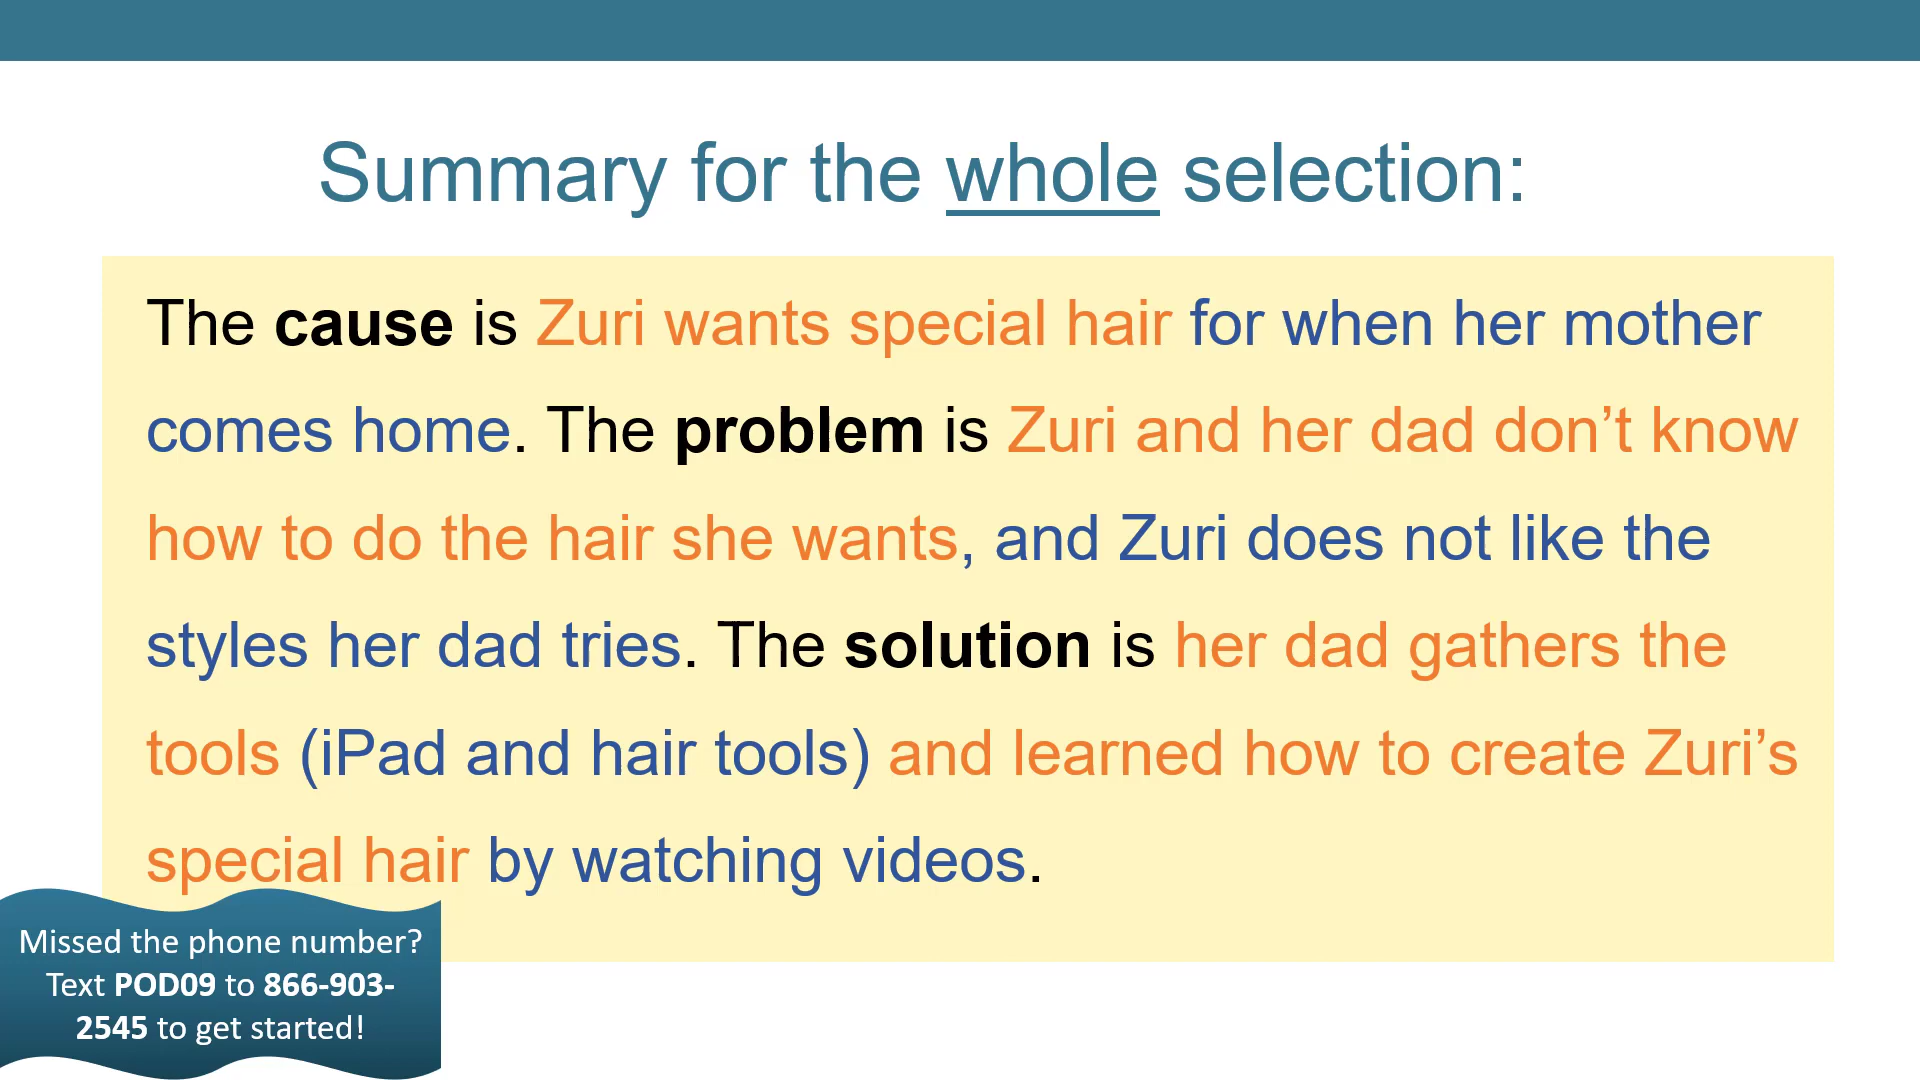 Summary for the whole selection:
The cause is Zuri wants special hair for when her mother
comes home. The problem is Zuri and her dad don’t know
how to do the hair she wants, and Zuri does not like the
styles her dad tries. The solution is her dad gathers the
tools (iPad and hair tools) and learned how to create Zuri’s
special hair by watching videos.
Missed the phone number?
Text POD09 to 866-903-
2545 to get started!